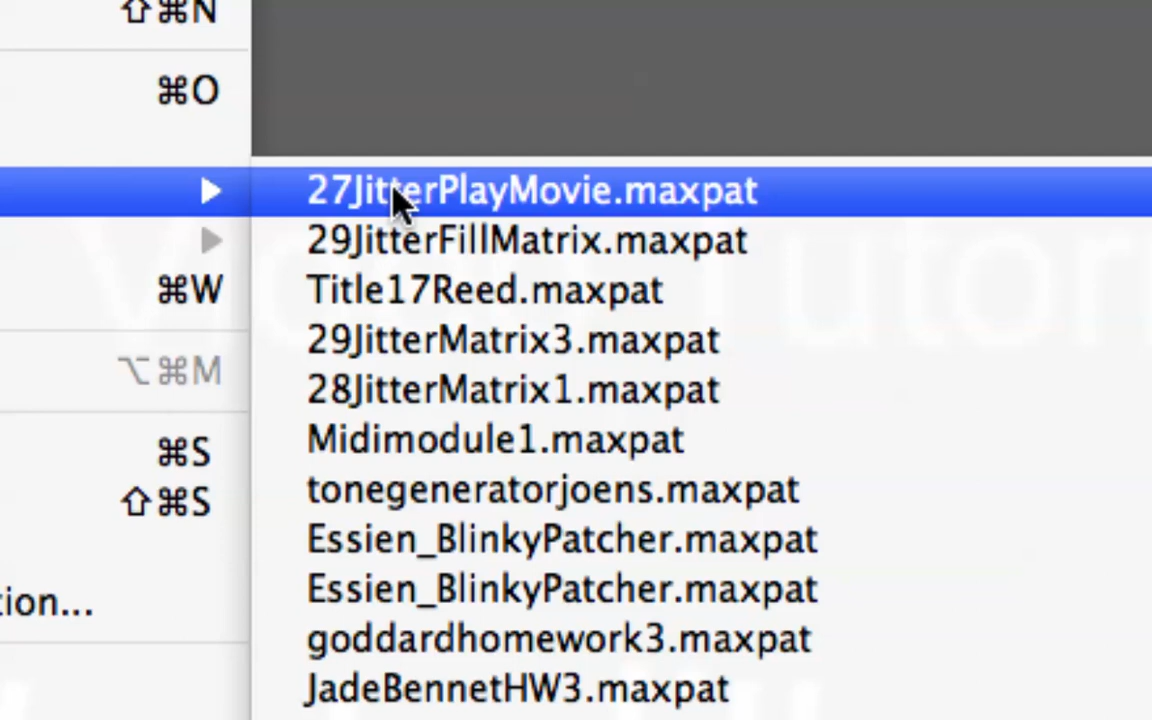 ⇧⌘N
⌘O
27JitterPlayMovie.maxpat
29JitterFillMatrix.maxpat
⌘W
Title17Reed.maxpat
29JitterMatrix3.maxpat
⌥⌘M
28JitterMatrix1.maxpat
Midimodule1.maxpat
⌘S
tonegeneratorjoens.maxpat
⇧⌘S
Essien_BlinkyPatcher.maxpat
Essien_BlinkyPatcher.maxpat
tion...
goddardhomework3.maxpat
JadeBennetHW3.maxpat